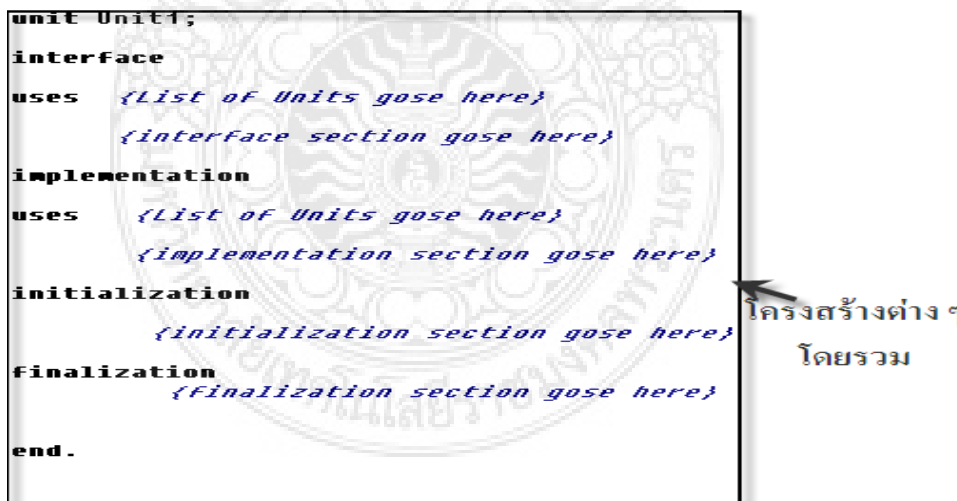 unit Unit1;
interface
uses {List of Units gose here}
{interface section gose here}
implementation
uses {List of Units gose here}
{implementation section gose here}
initialization
{initialization section gose here}
finalization
{finalization section gose here}
end.
โครงสร้างต่าง ๆ
โดยรวม